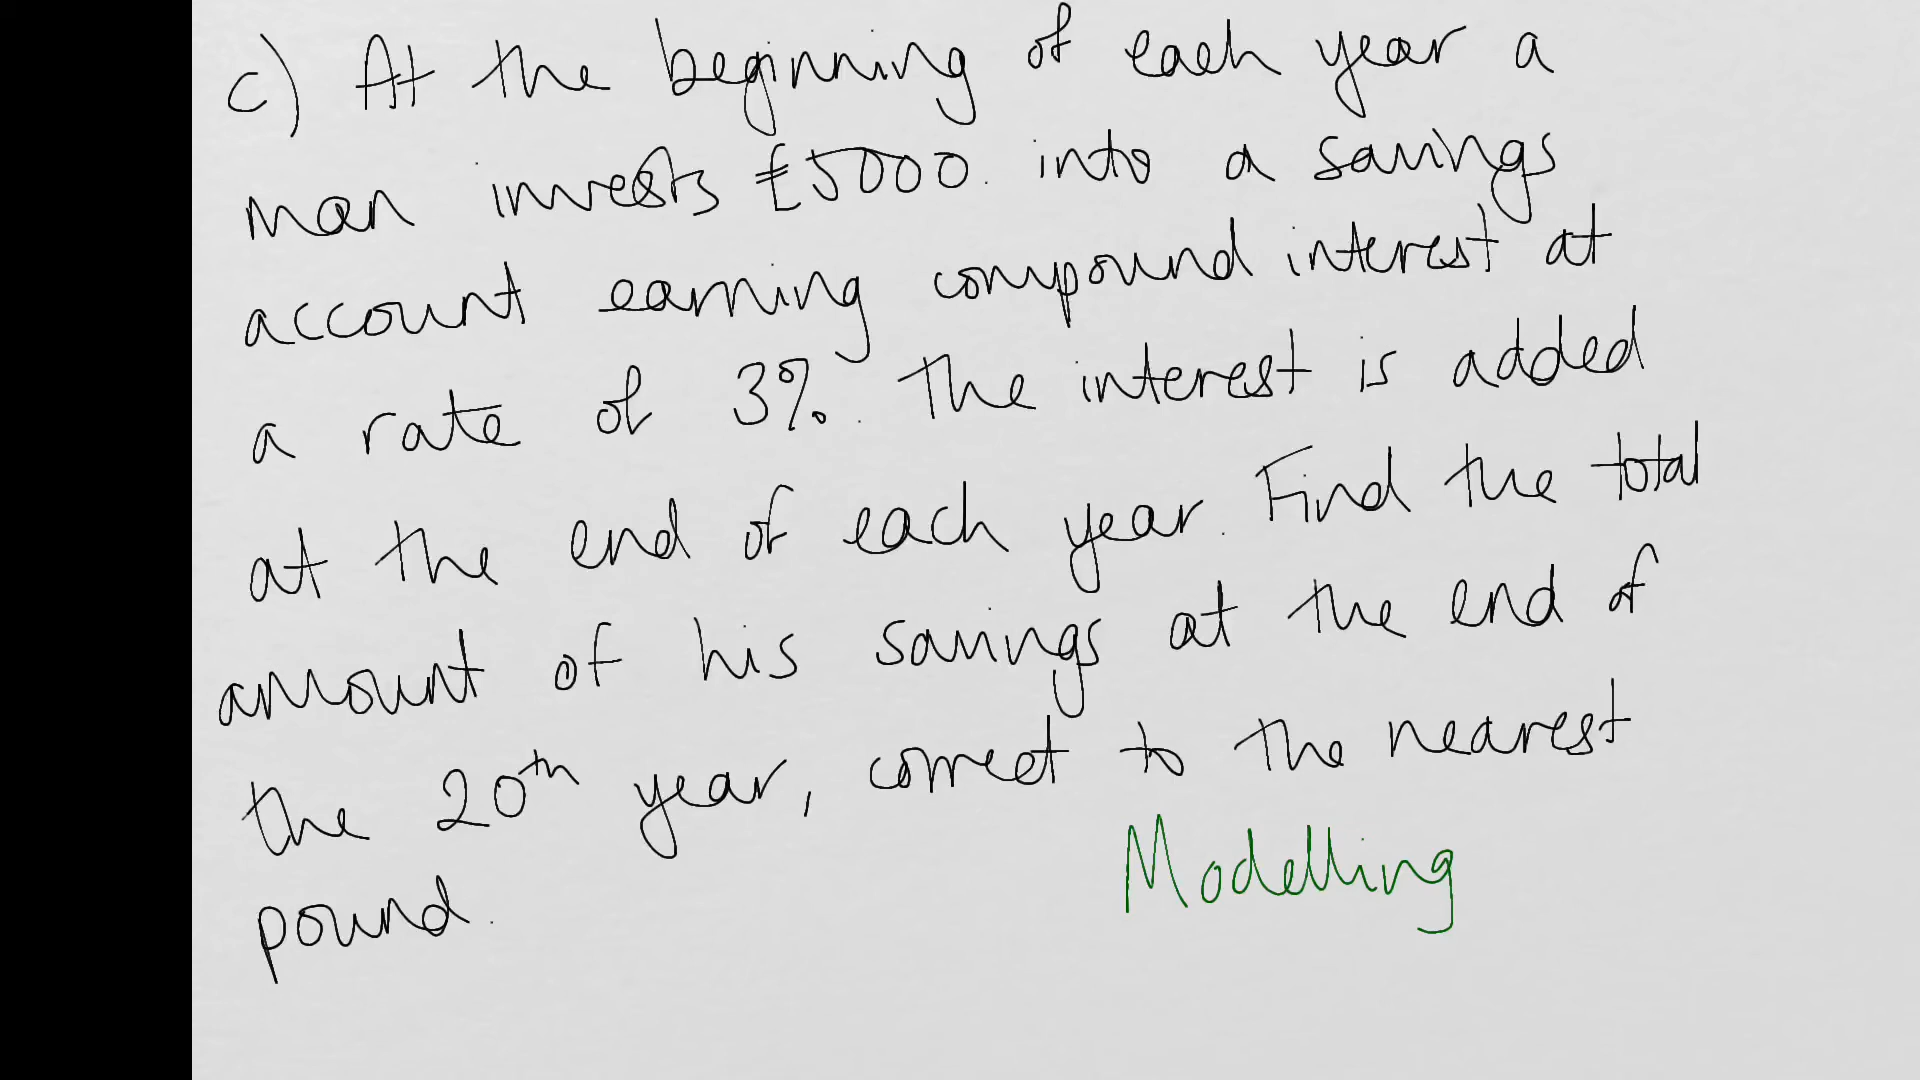 c) At the beginning of each year a
man invests £5000 into a savings
account earning compound interest at
a rate of 3%. The interest is added
at the end of each year. Find the total
amount of his savings at the end of
the 20th year, correct to the nearest
pound.
Modelling